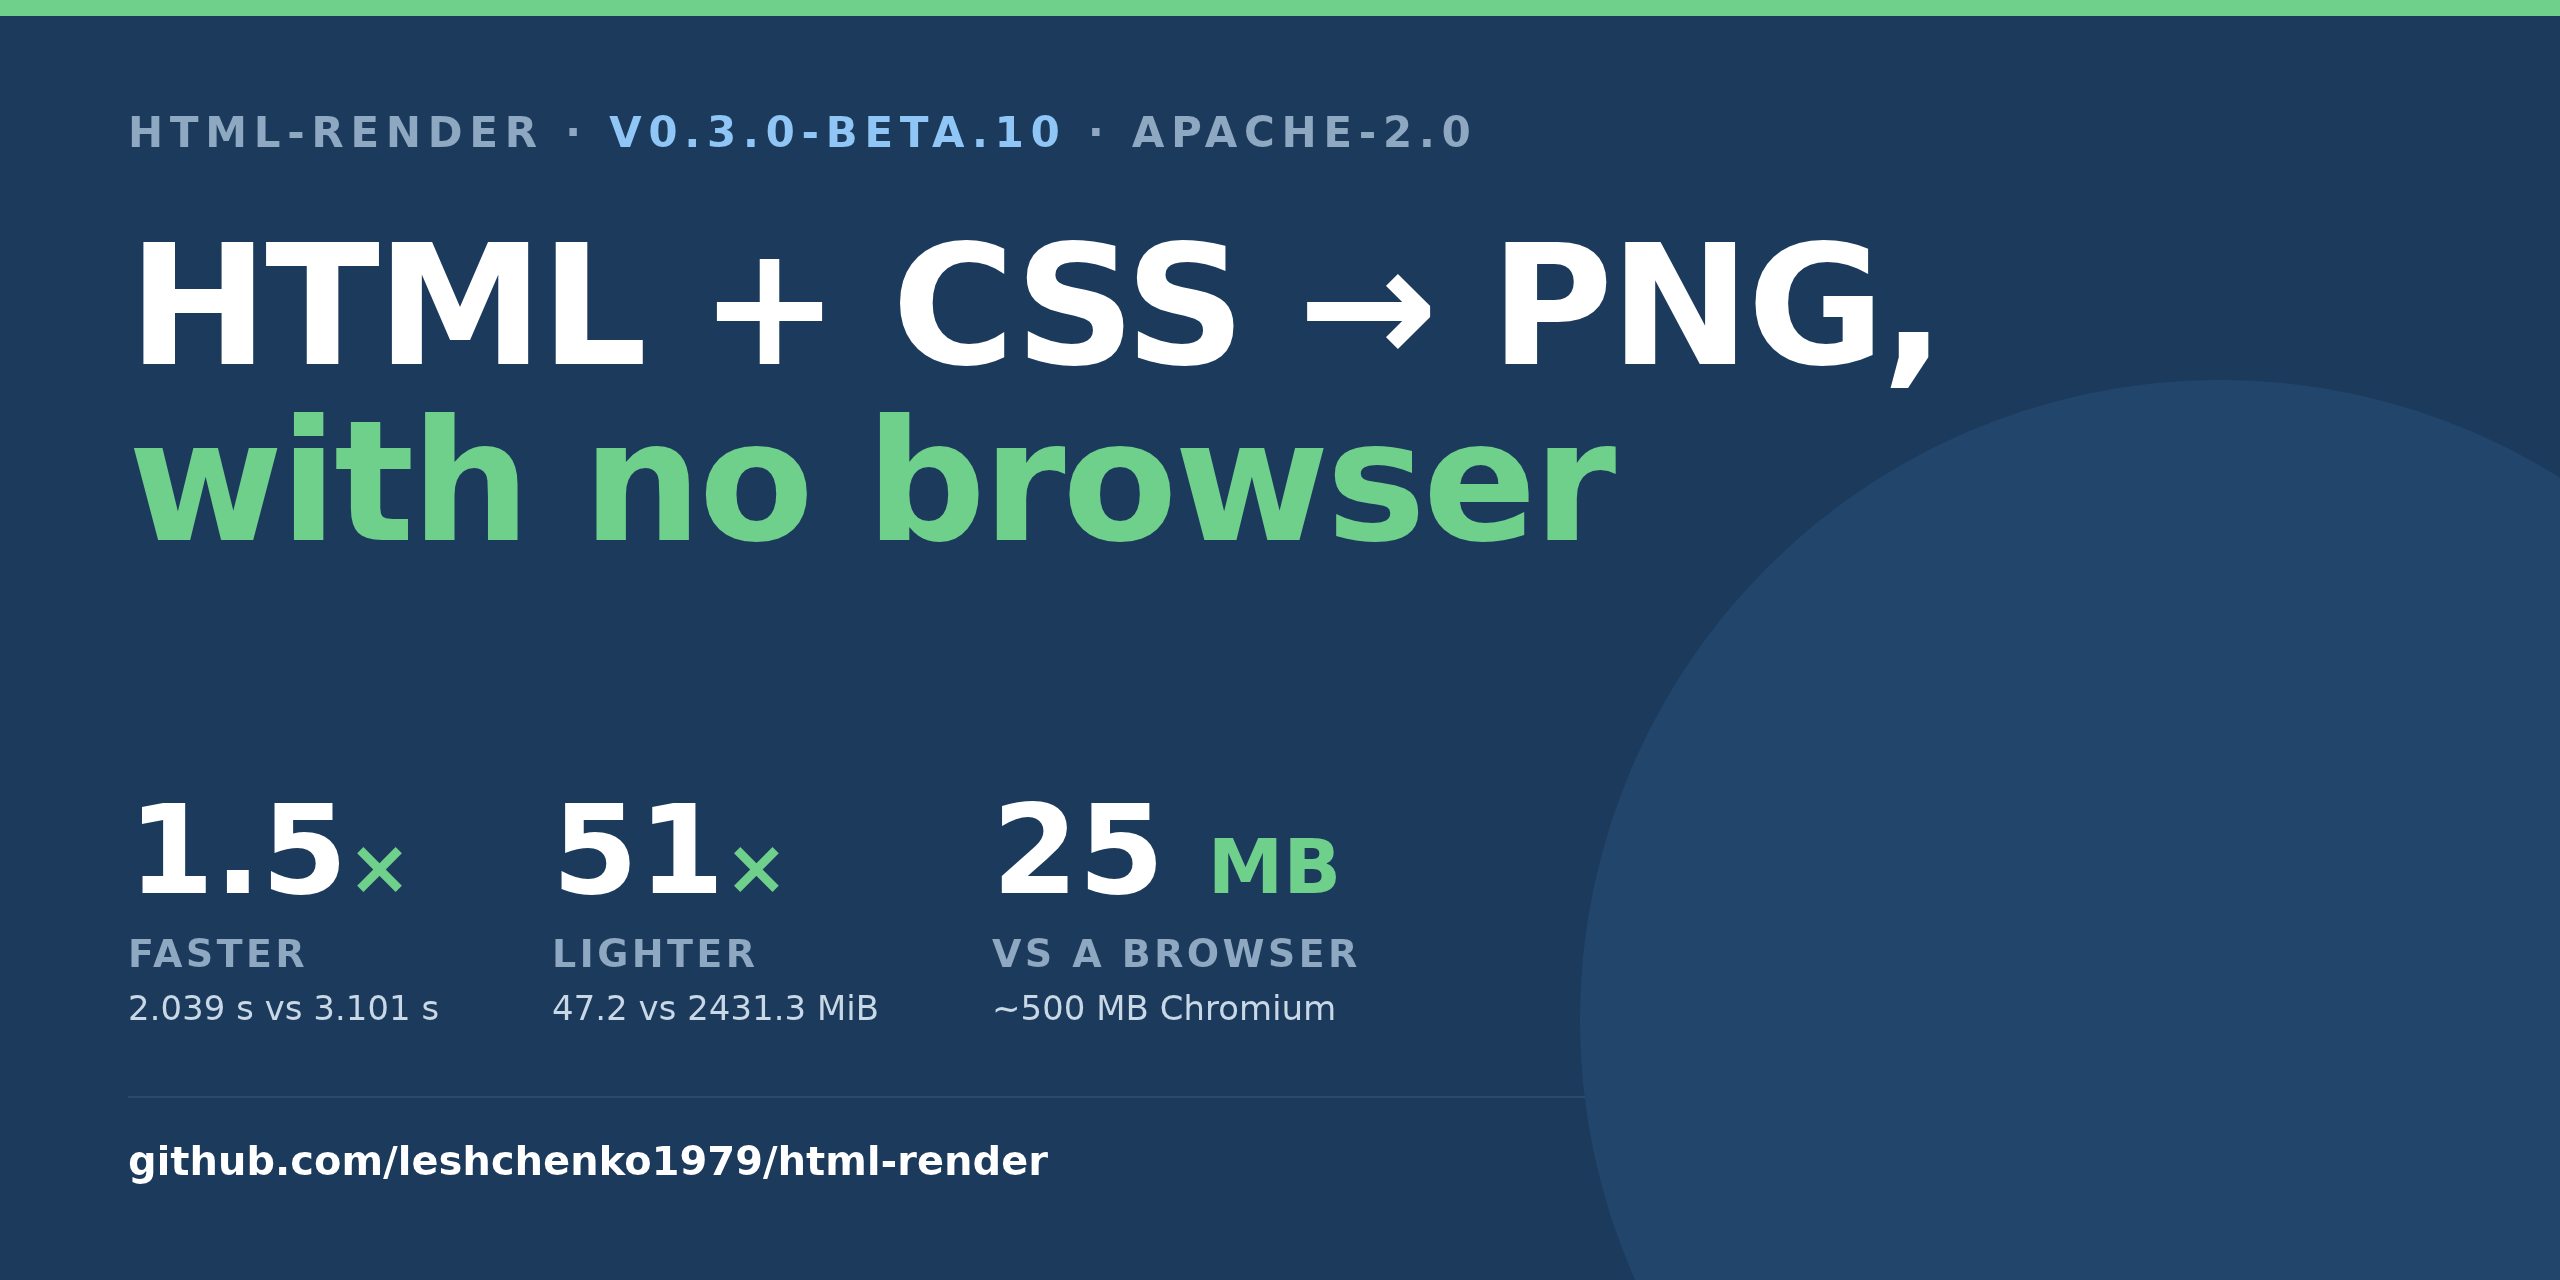 HTML-RENDER · V0.3.0-BETA.10 · APACHE-2.0
HTML + CSS → PNG,
with no browser
1.5× 51× 25 MB
FASTER LIGHTER VS A BROWSER
2.039 s vs 3.101 s 47.2 vs 2431.3 MiB ~500 MB Chromium
github.com/leshchenko1979/html-render